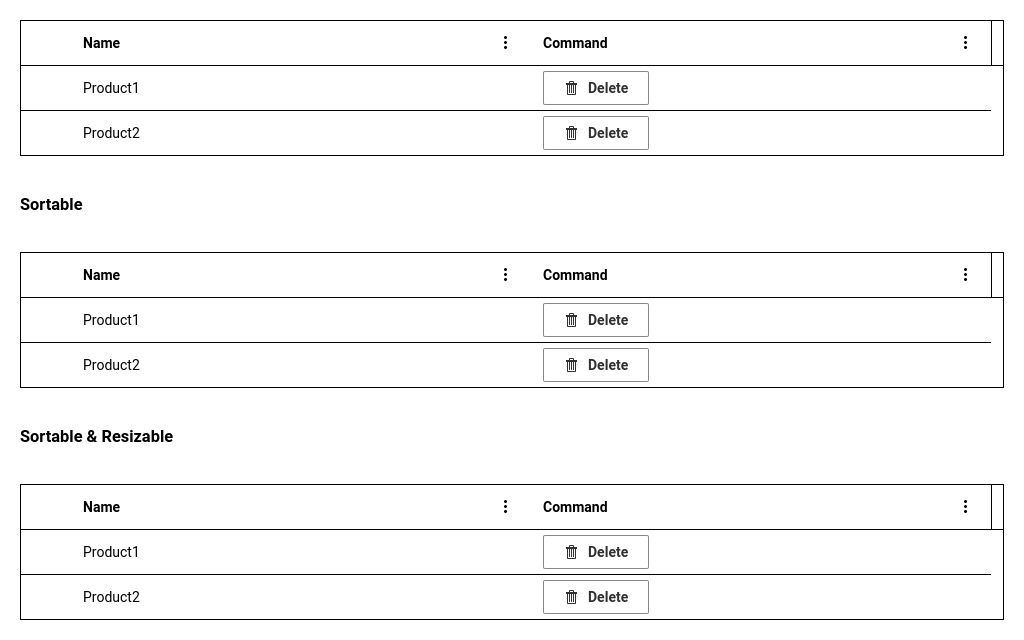 Name Command
Product1 Delete
Product2 Delete
Sortable
Name Command
Product1 Delete
Product2 Delete
Sortable & Resizable
Name Command
Product1 Delete
Product2 Delete